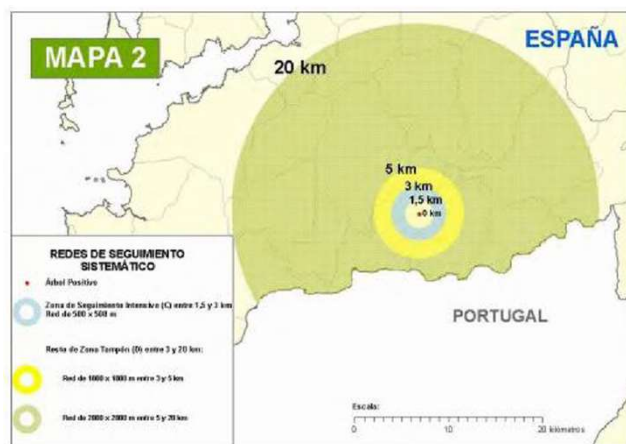 MAPA 2
ESPAÑA
20 km
5 km
3 km
1,5 km
0 km
PORTUGAL
REDES DE SEGUIMIENTO
SISTEMÁTICO
Árbol Positivo
Zona de Seguimiento Intensiva (C) entre 1,5 y 3 km
Red de 500 x 500 m
Resto de Zona Tampón (D) entre 3 y 20 km:
Red de 1000 x 1000 m entre 3 y 5 km
Red de 2000 x 2000 m entre 5 y 20 km
Escala:
0 10 20 kilómetros